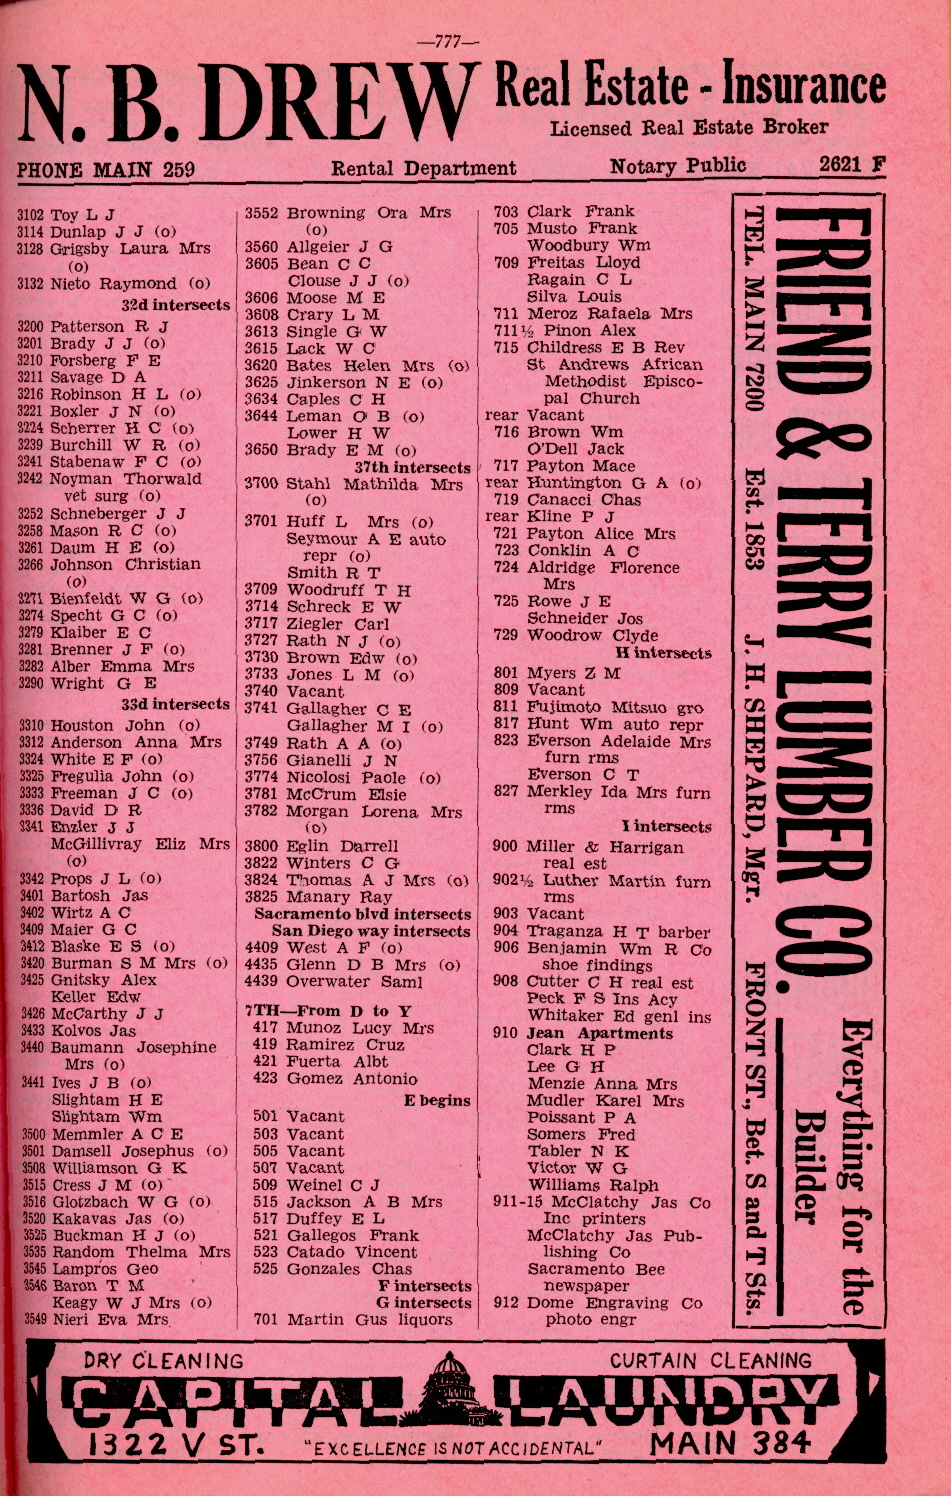 —777—
N. B. DREW Real Estate - Insurance
Licensed Real Estate Broker
PHONE MAIN 259 Rental Department Notary Public 2621 F
3102 Toy L J
3114 Dunlap J J (o)
3128 Grigsby Laura Mrs
(o)
3132 Nieto Raymond (o)
32d intersects
3200 Patterson R J
3201 Brady J J (o)
3210 Forsberg F E
3211 Savage D A
3216 Robinson H L (o)
3221 Boxler J N (o)
3224 Scherrer H C (o)
3239 Burchill W R (o)
3241 Stabenaw F C (o)
3242 Noyman Thorwald
vet surg (o)
3252 Schneberger J J
3258 Mason R C (o)
3261 Daum H E (o)
3266 Johnson Christian
(o)
3271 Bienfeldt W G (o)
3274 Specht G C (o)
3279 Klaiber E C
3281 Brenner J F (o)
3282 Alber Emma Mrs
3290 Wright G E
33d intersects
3310 Houston John (o)
3312 Anderson Anna Mrs
3324 White E F (o)
3325 Fregulia John (o)
3333 Freeman J C (o)
3336 David D R
3341 Enzler J J
McGillivray Eliz Mrs
(o)
3342 Props J L (o)
3401 Bartosh Jas
3402 Wirtz A C
3409 Maier G C
3412 Blaske E S (o)
3420 Burman S M Mrs (o)
3425 Gnitsky Alex
Keller Edw
3426 McCarthy J J
3433 Kolvos Jas
3440 Baumann Josephine
Mrs (o)
3441 Ives J B (o)
Slightam H E
Slightam Wm
3500 Memmler A C E
3501 Damsell Josephus (o)
3508 Williamson G K
3515 Cress J M (o)
3516 Glotzbach W G (o)
3520 Kakavas Jas (o)
3525 Buckman H J (o)
3535 Random Thelma Mrs
3545 Lampros Geo
3546 Baron T M
Keagy W J Mrs (o)
3549 Nieri Eva Mrs
3552 Browning Ora Mrs
(o)
3560 Allgeier J G
3605 Bean C C
Clouse J J (o)
3606 Moose M E
3608 Crary L M
3613 Single G W
3615 Lack W C
3620 Bates Helen Mrs (o)
3625 Jinkerson N E (o)
3634 Caples C H
3644 Leman O B (o)
Lower H W
3650 Brady E M (o)
37th intersects
3700 Stahl Mathilda Mrs
(o)
3701 Huff L Mrs (o)
Seymour A E auto
repr (o)
Smith R T
3709 Woodruff T H
3714 Schreck E W
3717 Ziegler Carl
3727 Rath N J (o)
3730 Brown Edw (o)
3733 Jones L M (o)
3740 Vacant
3741 Gallagher C E
Gallagher M I (o)
3749 Rath A A (o)
3756 Gianelli J N
3774 Nicolosi Paole (o)
3781 McCrum Elsie
3782 Morgan Lorena Mrs
(o)
3800 Eglin Darrell
3822 Winters C G
3824 Thomas A J Mrs (o)
3825 Manary Ray
Sacramento blvd intersects
San Diego way intersects
4409 West A F (o)
4435 Glenn D B Mrs (o)
4439 Overwater Saml
7TH—From D to Y
417 Munoz Lucy Mrs
419 Ramirez Cruz
421 Fuerta Albt
423 Gomez Antonio
E begins
501 Vacant
503 Vacant
505 Vacant
507 Vacant
509 Weinel C J
515 Jackson A B Mrs
517 Duffey E L
521 Gallegos Frank
523 Catado Vincent
525 Gonzales Chas
F intersects
G intersects
701 Martin Gus liquors
703 Clark Frank
705 Musto Frank
Woodbury Wm
709 Freitas Lloyd
Ragain C L
Silva Louis
711 Meroz Rafaela Mrs
711½ Pinon Alex
715 Childress E B Rev
St Andrews African
Methodist Episco-
pal Church
rear Vacant
716 Brown Wm
O'Dell Jack
717 Payton Mace
rear Huntington G A (o)
719 Canacci Chas
rear Kline P J
721 Payton Alice Mrs
723 Conklin A C
724 Aldridge Florence
Mrs
725 Rowe J E
Schneider Jos
729 Woodrow Clyde
H intersects
801 Myers Z M
809 Vacant
811 Fujimoto Mitsuo gro
817 Hunt Wm auto repr
823 Everson Adelaide Mrs
furn rms
Everson C T
827 Merkley Ida Mrs furn
rms
I intersects
900 Miller & Harrigan
real est
902½ Luther Martin furn
rms
903 Vacant
904 Traganza H T barber
906 Benjamin Wm R Co
shoe findings
908 Cutter C H real est
Peck F S Ins Acy
Whitaker Ed genl ins
910 Jean Apartments
Clark H P
Lee G H
Menzie Anna Mrs
Mudler Karel Mrs
Poissant P A
Somers Fred
Tabler N K
Victor W G
Williams Ralph
911-15 McClatchy Jas Co
Inc printers
McClatchy Jas Pub-
lishing Co
Sacramento Bee
newspaper
912 Dome Engraving Co
photo engr
FRIEND & TERRY LUMBER CO.
Everything for the
Builder
TEL. MAIN 7200 Est. 1853 J. H. SHEPARD, Mgr. FRONT ST., Bet. S and T Sts.
DRY CLEANING CURTAIN CLEANING
CAPITAL LAUNDRY
1322 V ST. "EXCELLENCE IS NOT ACCIDENTAL" MAIN 384